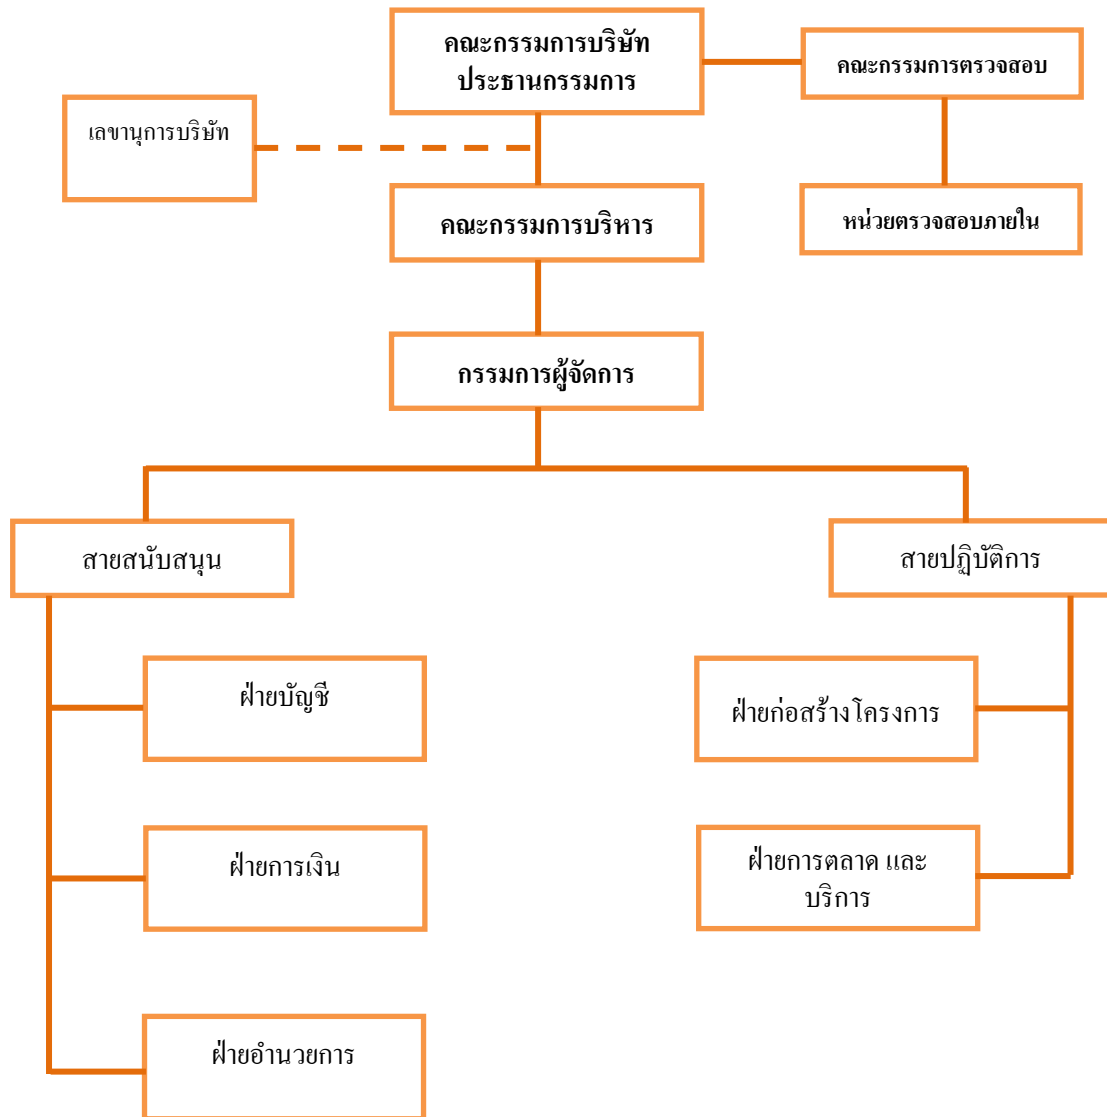 คณะกรรมการบริษัท
ประธานกรรมการ
คณะกรรมการตรวจสอบ
เลขานุการบริษัท
คณะกรรมการบริหาร
หน่วยตรวจสอบภายใน
กรรมการผู้จัดการ
สายสนับสนุน
สายปฏิบัติการ
ฝ่ายบัญชี
ฝ่ายก่อสร้างโครงการ
ฝ่ายการเงิน
ฝ่ายการตลาด และ
บริการ
ฝ่ายอำนวยการ